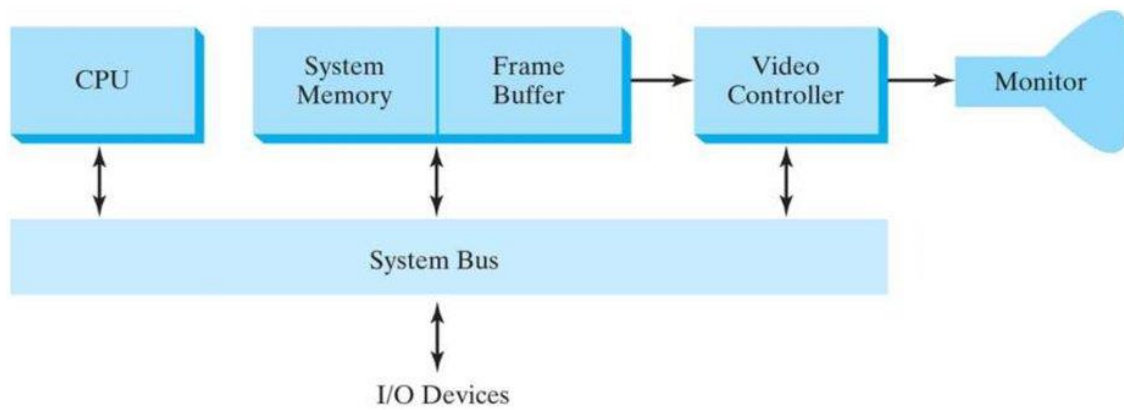 CPU
System
Memory
Frame
Buffer
Video
Controller
Monitor
System Bus
I/O Devices